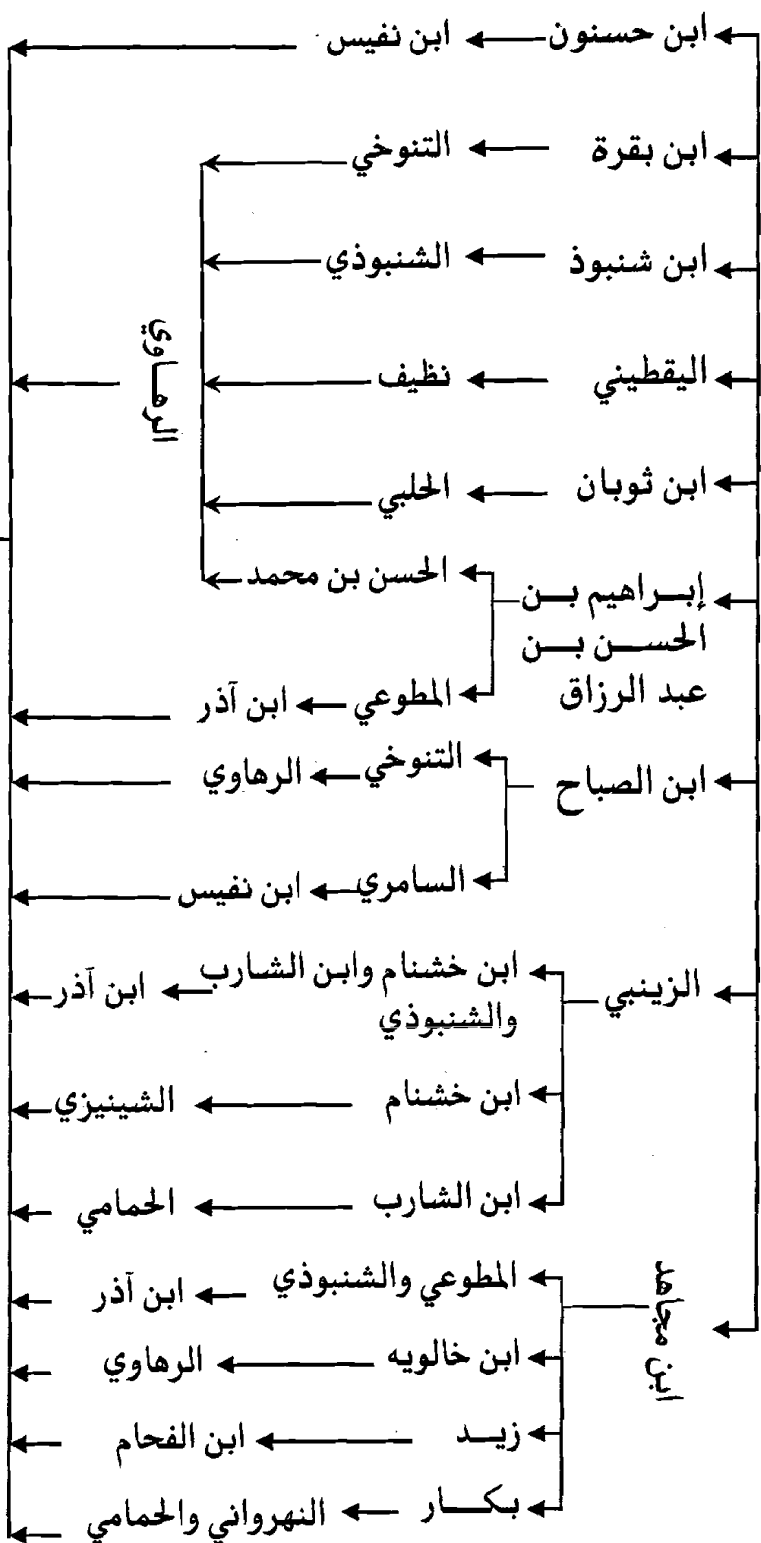 ابن حسنون ابن نفيس
ابن بقرة التنوخي
ابن شنبوذ الشنبوذي
اليقطيني نظيف
الرهاوي
ابن ثوبان الحلبي
إبراهيم بن
الحسن بن
عبد الرزاق
الحسن بن محمد
المطوعي ابن آذر
ابن الصباح
التنوخي الرهاوي
السامري ابن نفيس
الزينبي
ابن خشنام وابن الشارب ابن آذر
والشنبوذي
ابن خشنام الشينيزي
ابن الشارب الحمامي
ابن مجاهد
المطوعي والشنبوذي ابن آذر
ابن خالويه الرهاوي
زيد ابن الفحام
بكار النهرواني والحمامي